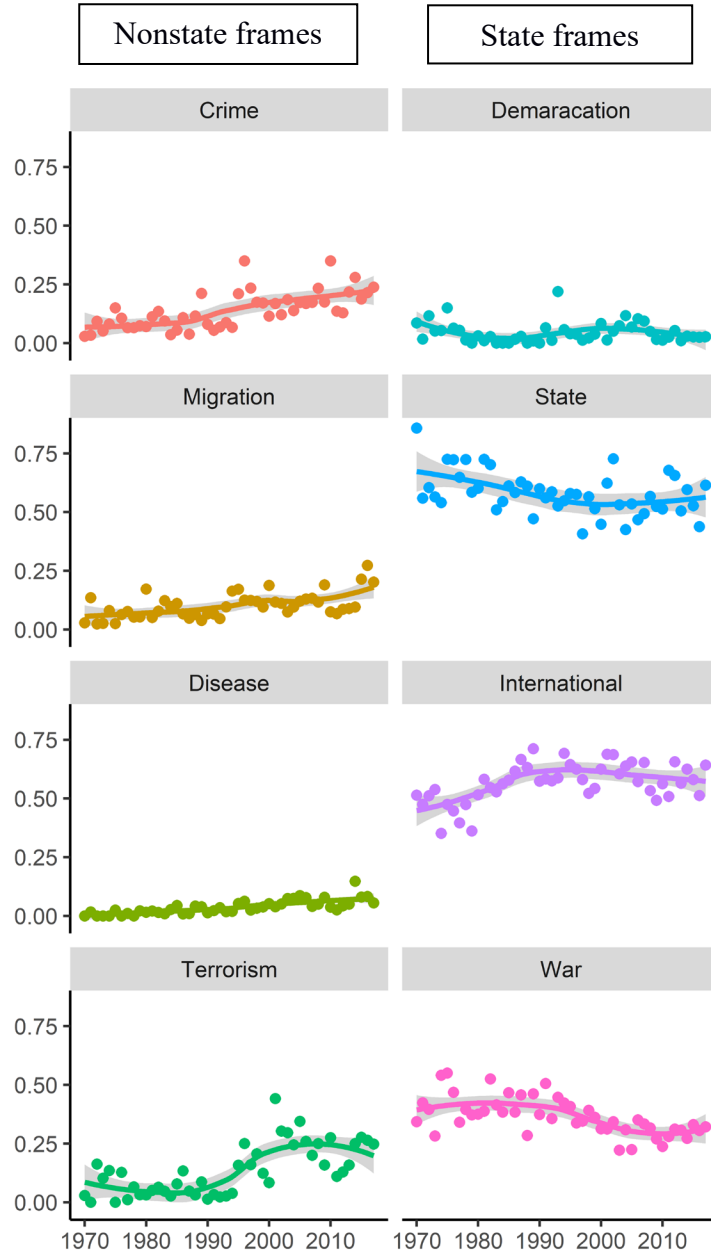 Nonstate frames State frames
Crime Demaracation
0.75
0.50
0.25
0.00
Migration State
0.75
0.50
0.25
0.00
Disease International
0.75
0.50
0.25
0.00
Terrorism War
0.75
0.50
0.25
0.00
1970 1980 1990 2000 2010 1970 1980 1990 2000 2010